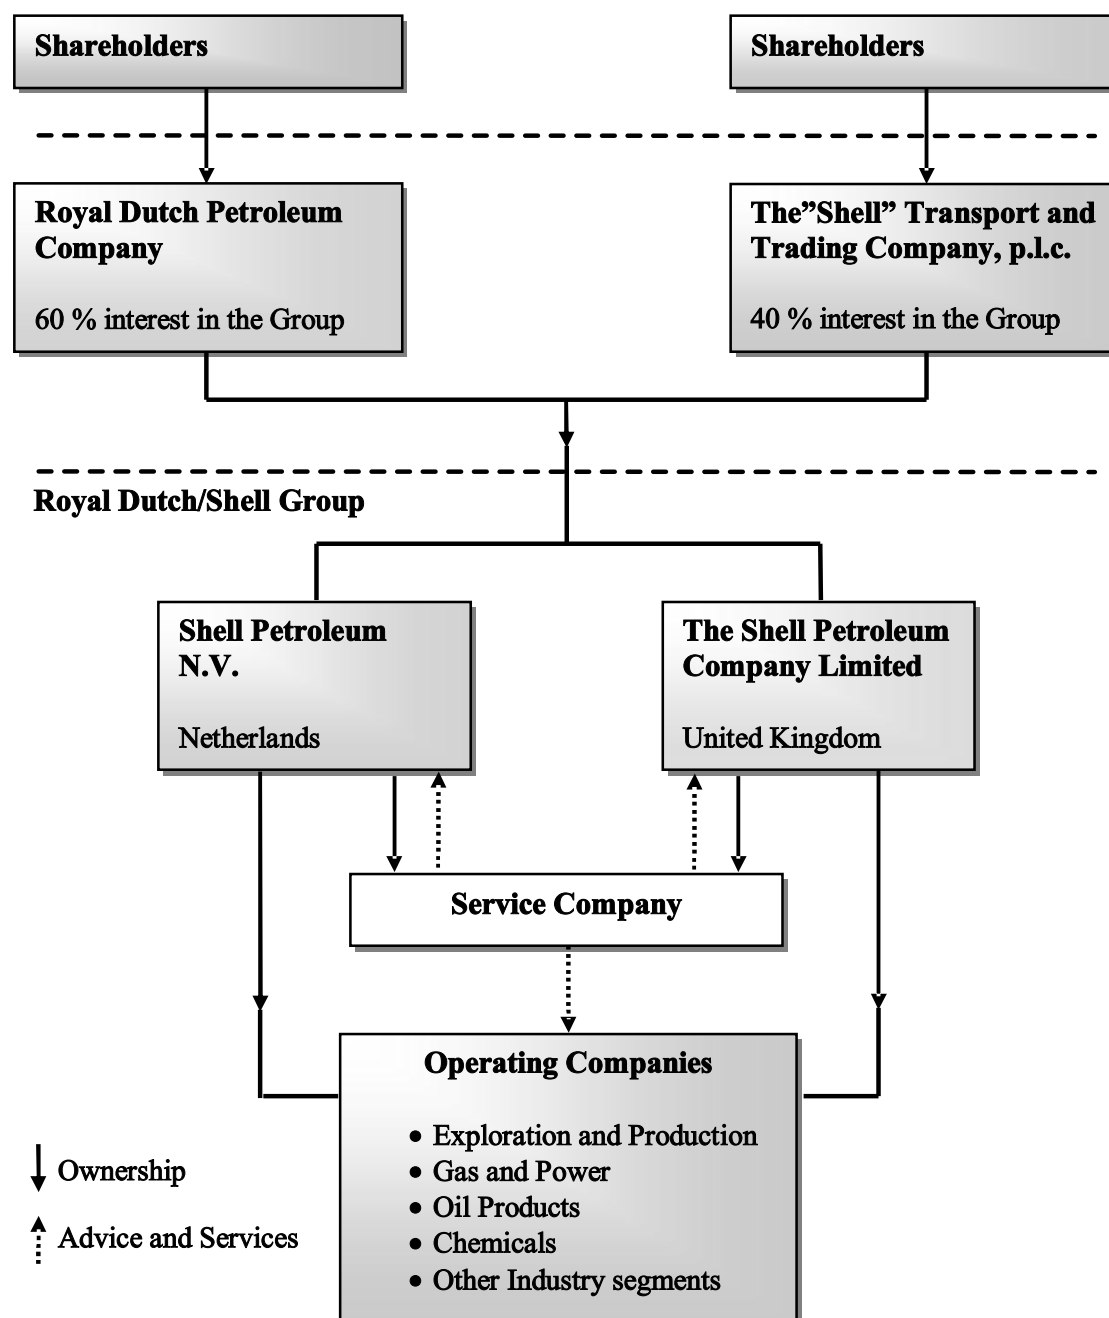 Shareholders
Shareholders
Royal Dutch Petroleum
Company
60 % interest in the Group
The”Shell” Transport and
Trading Company, p.l.c.
40 % interest in the Group
Royal Dutch/Shell Group
Shell Petroleum
N.V.
Netherlands
The Shell Petroleum
Company Limited
United Kingdom
Service Company
Operating Companies
• Exploration and Production
• Gas and Power
• Oil Products
• Chemicals
• Other Industry segments
Ownership
Advice and Services